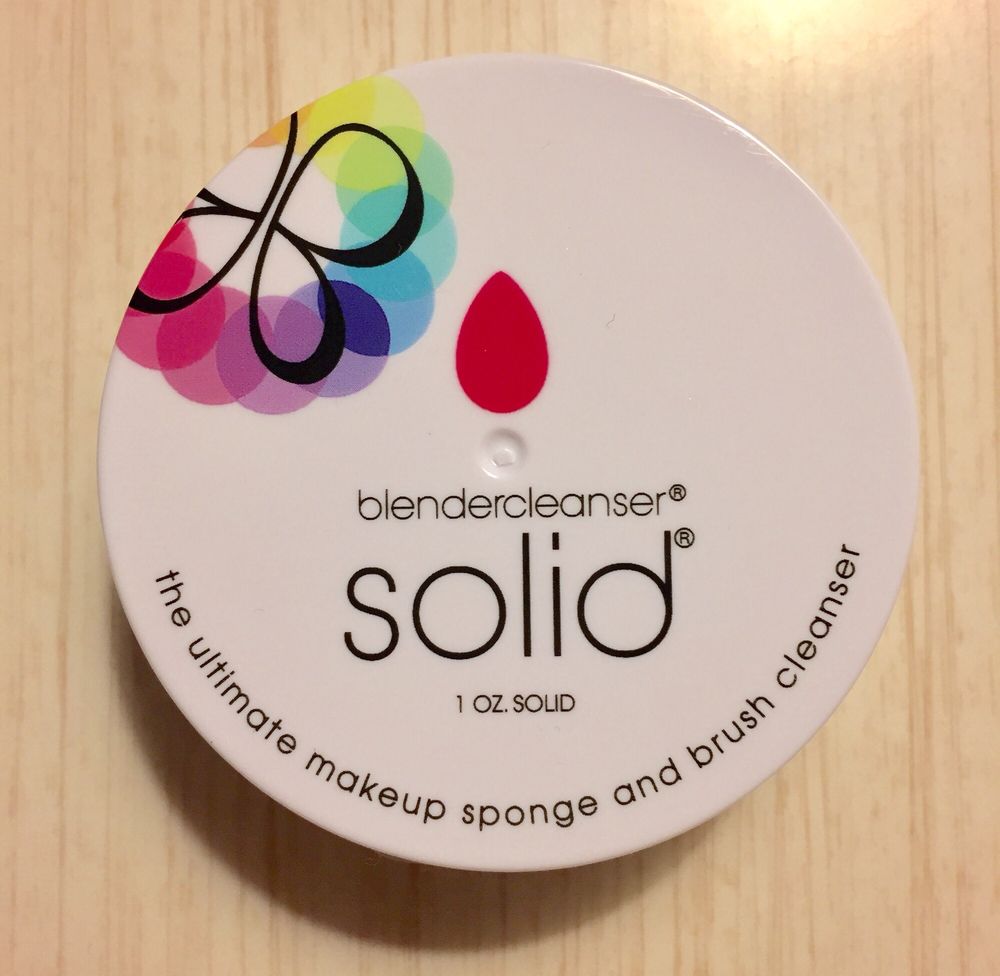 blendercleanser®
solid®
1 OZ. SOLID
the ultimate makeup sponge and brush cleanser